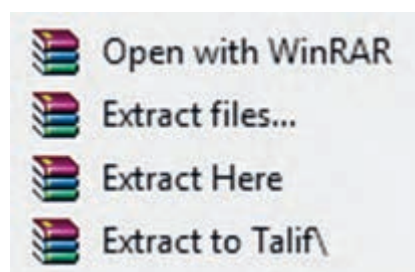 Open with WinRAR
Extract files...
Extract Here
Extract to Talif\